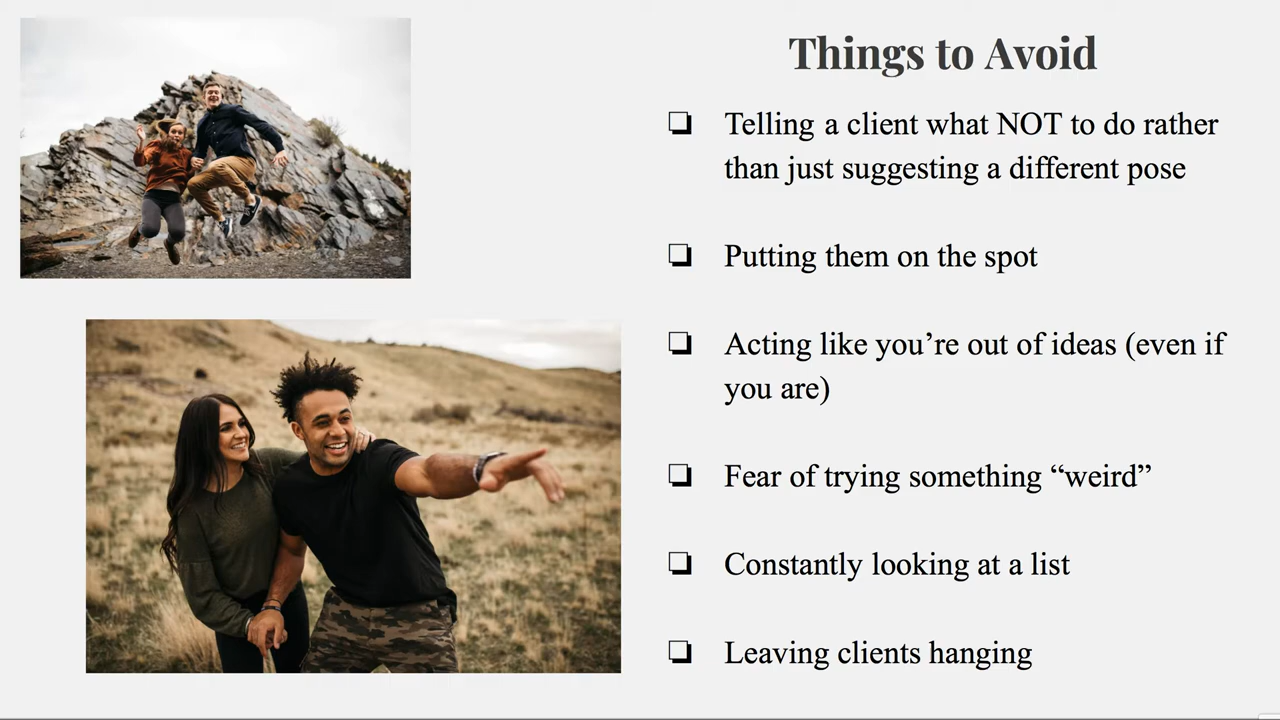 Things to Avoid
❏ Telling a client what NOT to do rather
than just suggesting a different pose
❏ Putting them on the spot
❏ Acting like you’re out of ideas (even if
you are)
❏ Fear of trying something “weird”
❏ Constantly looking at a list
❏ Leaving clients hanging